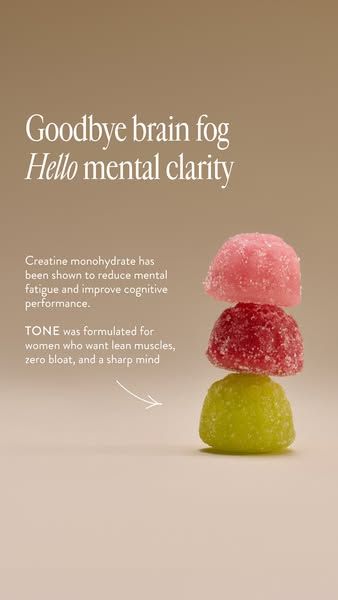 Goodbye brain fog
Hello mental clarity
Creatine monohydrate has
been shown to reduce mental
fatigue and improve cognitive
performance.
TONE was formulated for
women who want lean muscles,
zero bloat, and a sharp mind